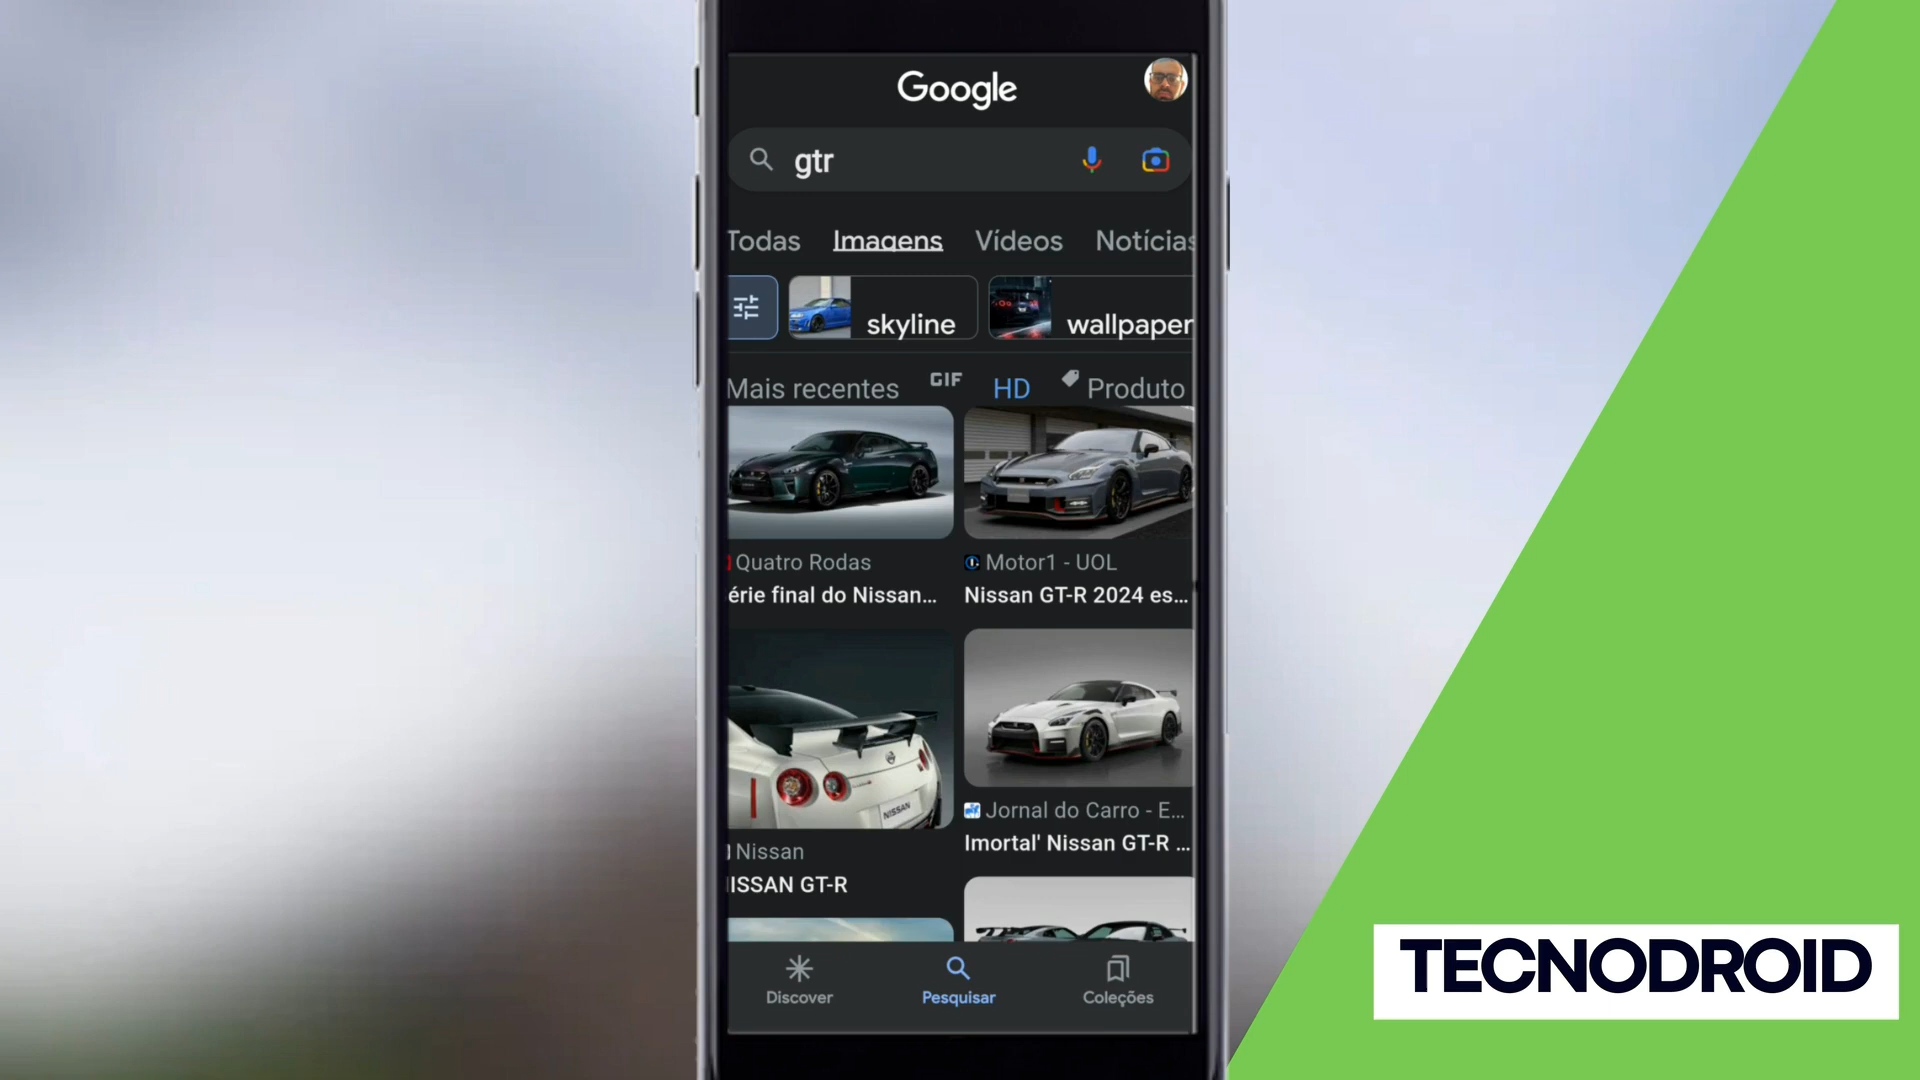 Google
gtr
Todas Imagens Vídeos Notícias
skyline wallpaper
Mais recentes GIF HD Produto
Quatro Rodas
érie final do Nissan...
Motor1 - UOL
Nissan GT-R 2024 es...
NISSAN
Nissan
ISSAN GT-R
Jornal do Carro - E...
Imortal' Nissan GT-R ...
Discover Pesquisar Coleções
TECNODROID